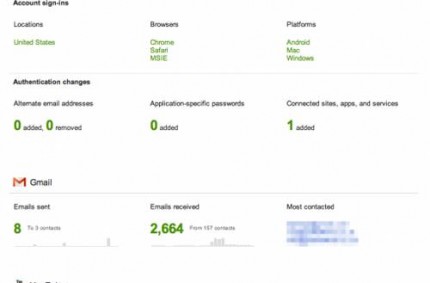 Account sign-ins
Locations
Browsers
Platforms
United States
Chrome
Android
Safari
Mac
MSIE
Windows
Authentication changes
Alternate email addresses
Application-specific passwords
Connected sites, apps, and services
0 added, 0 removed
0 added
1 added
Gmail
Emails sent
Emails received
Most contacted
8 To 3 contacts
2,664 From 157 contacts